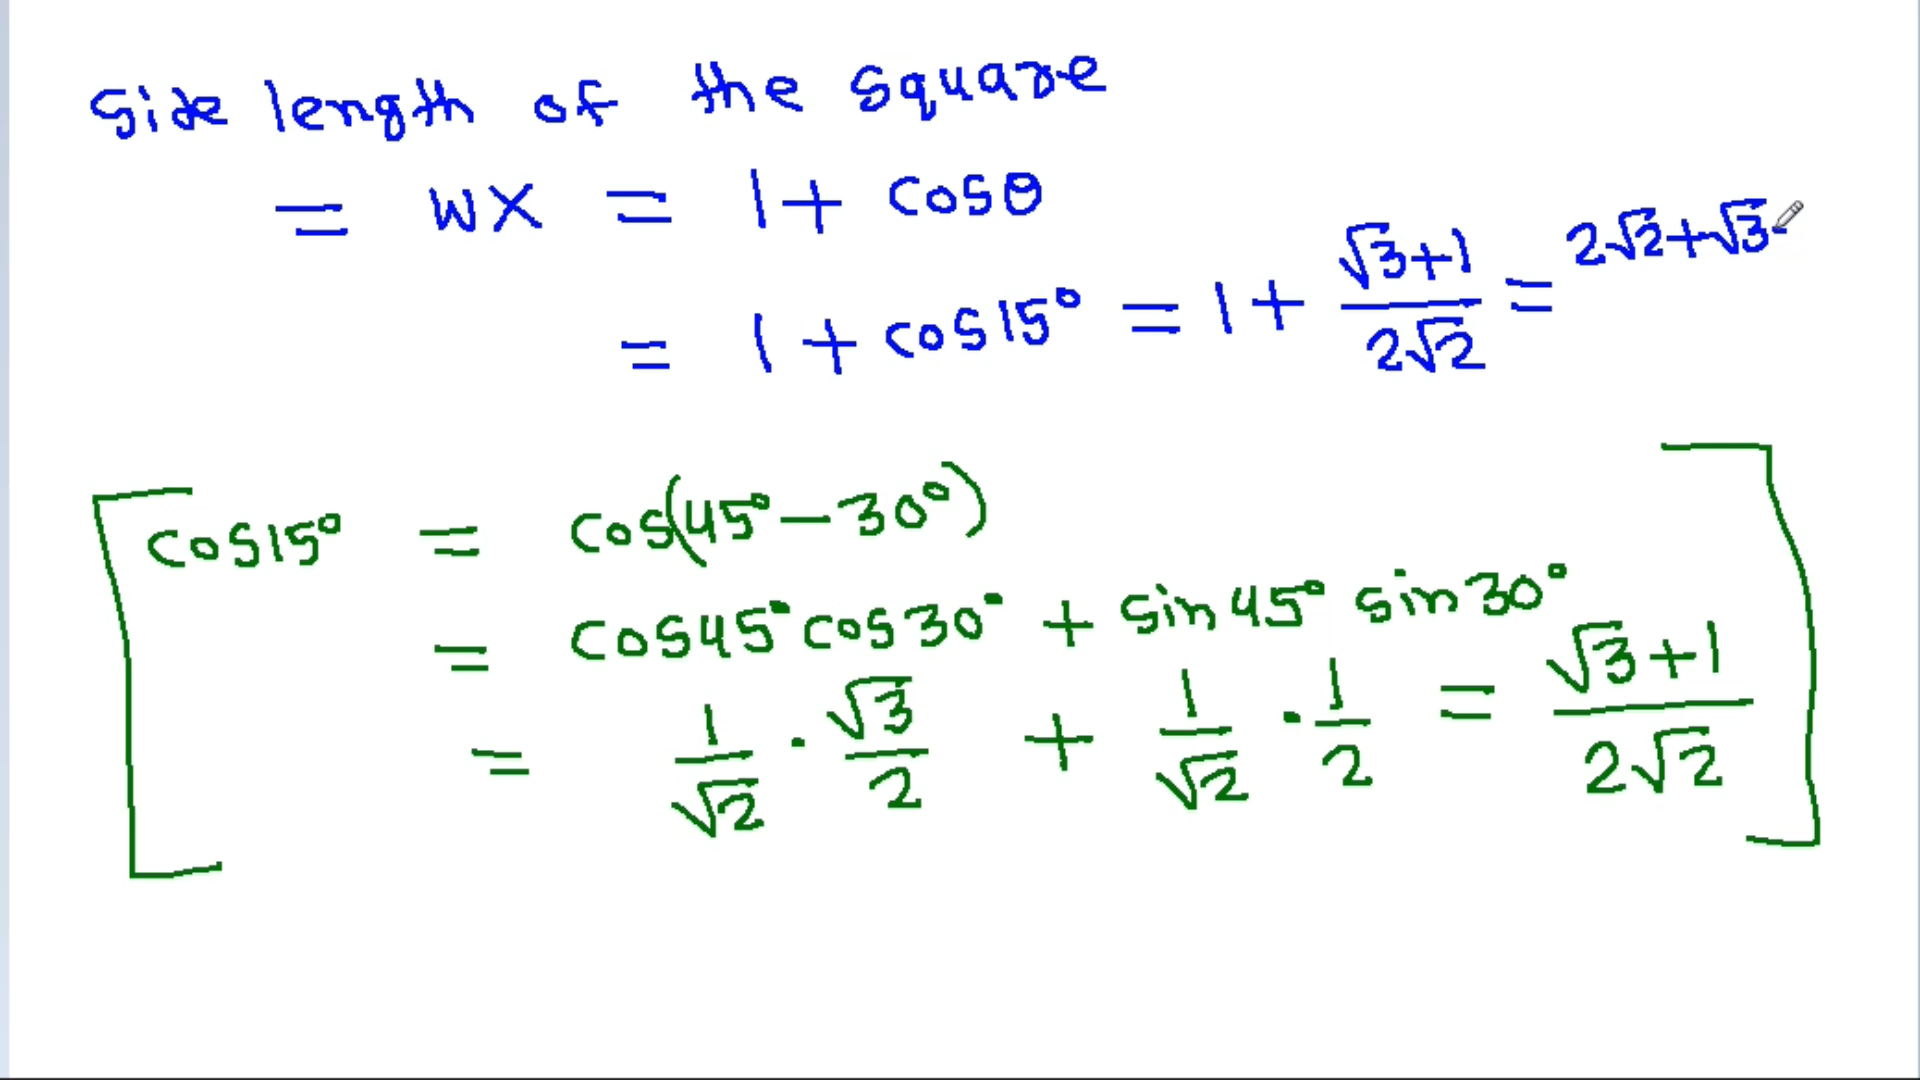 Side length of the square
= WX = 1 + cosθ
= 1 + cos15° = 1 + (√3+1)/(2√2) = 2√2+√3
cos15° = cos(45°−30°)
= cos45° cos30° + sin45° sin30°
= 1/√2 · √3/2 + 1/√2 · 1/2 = (√3+1)/(2√2)